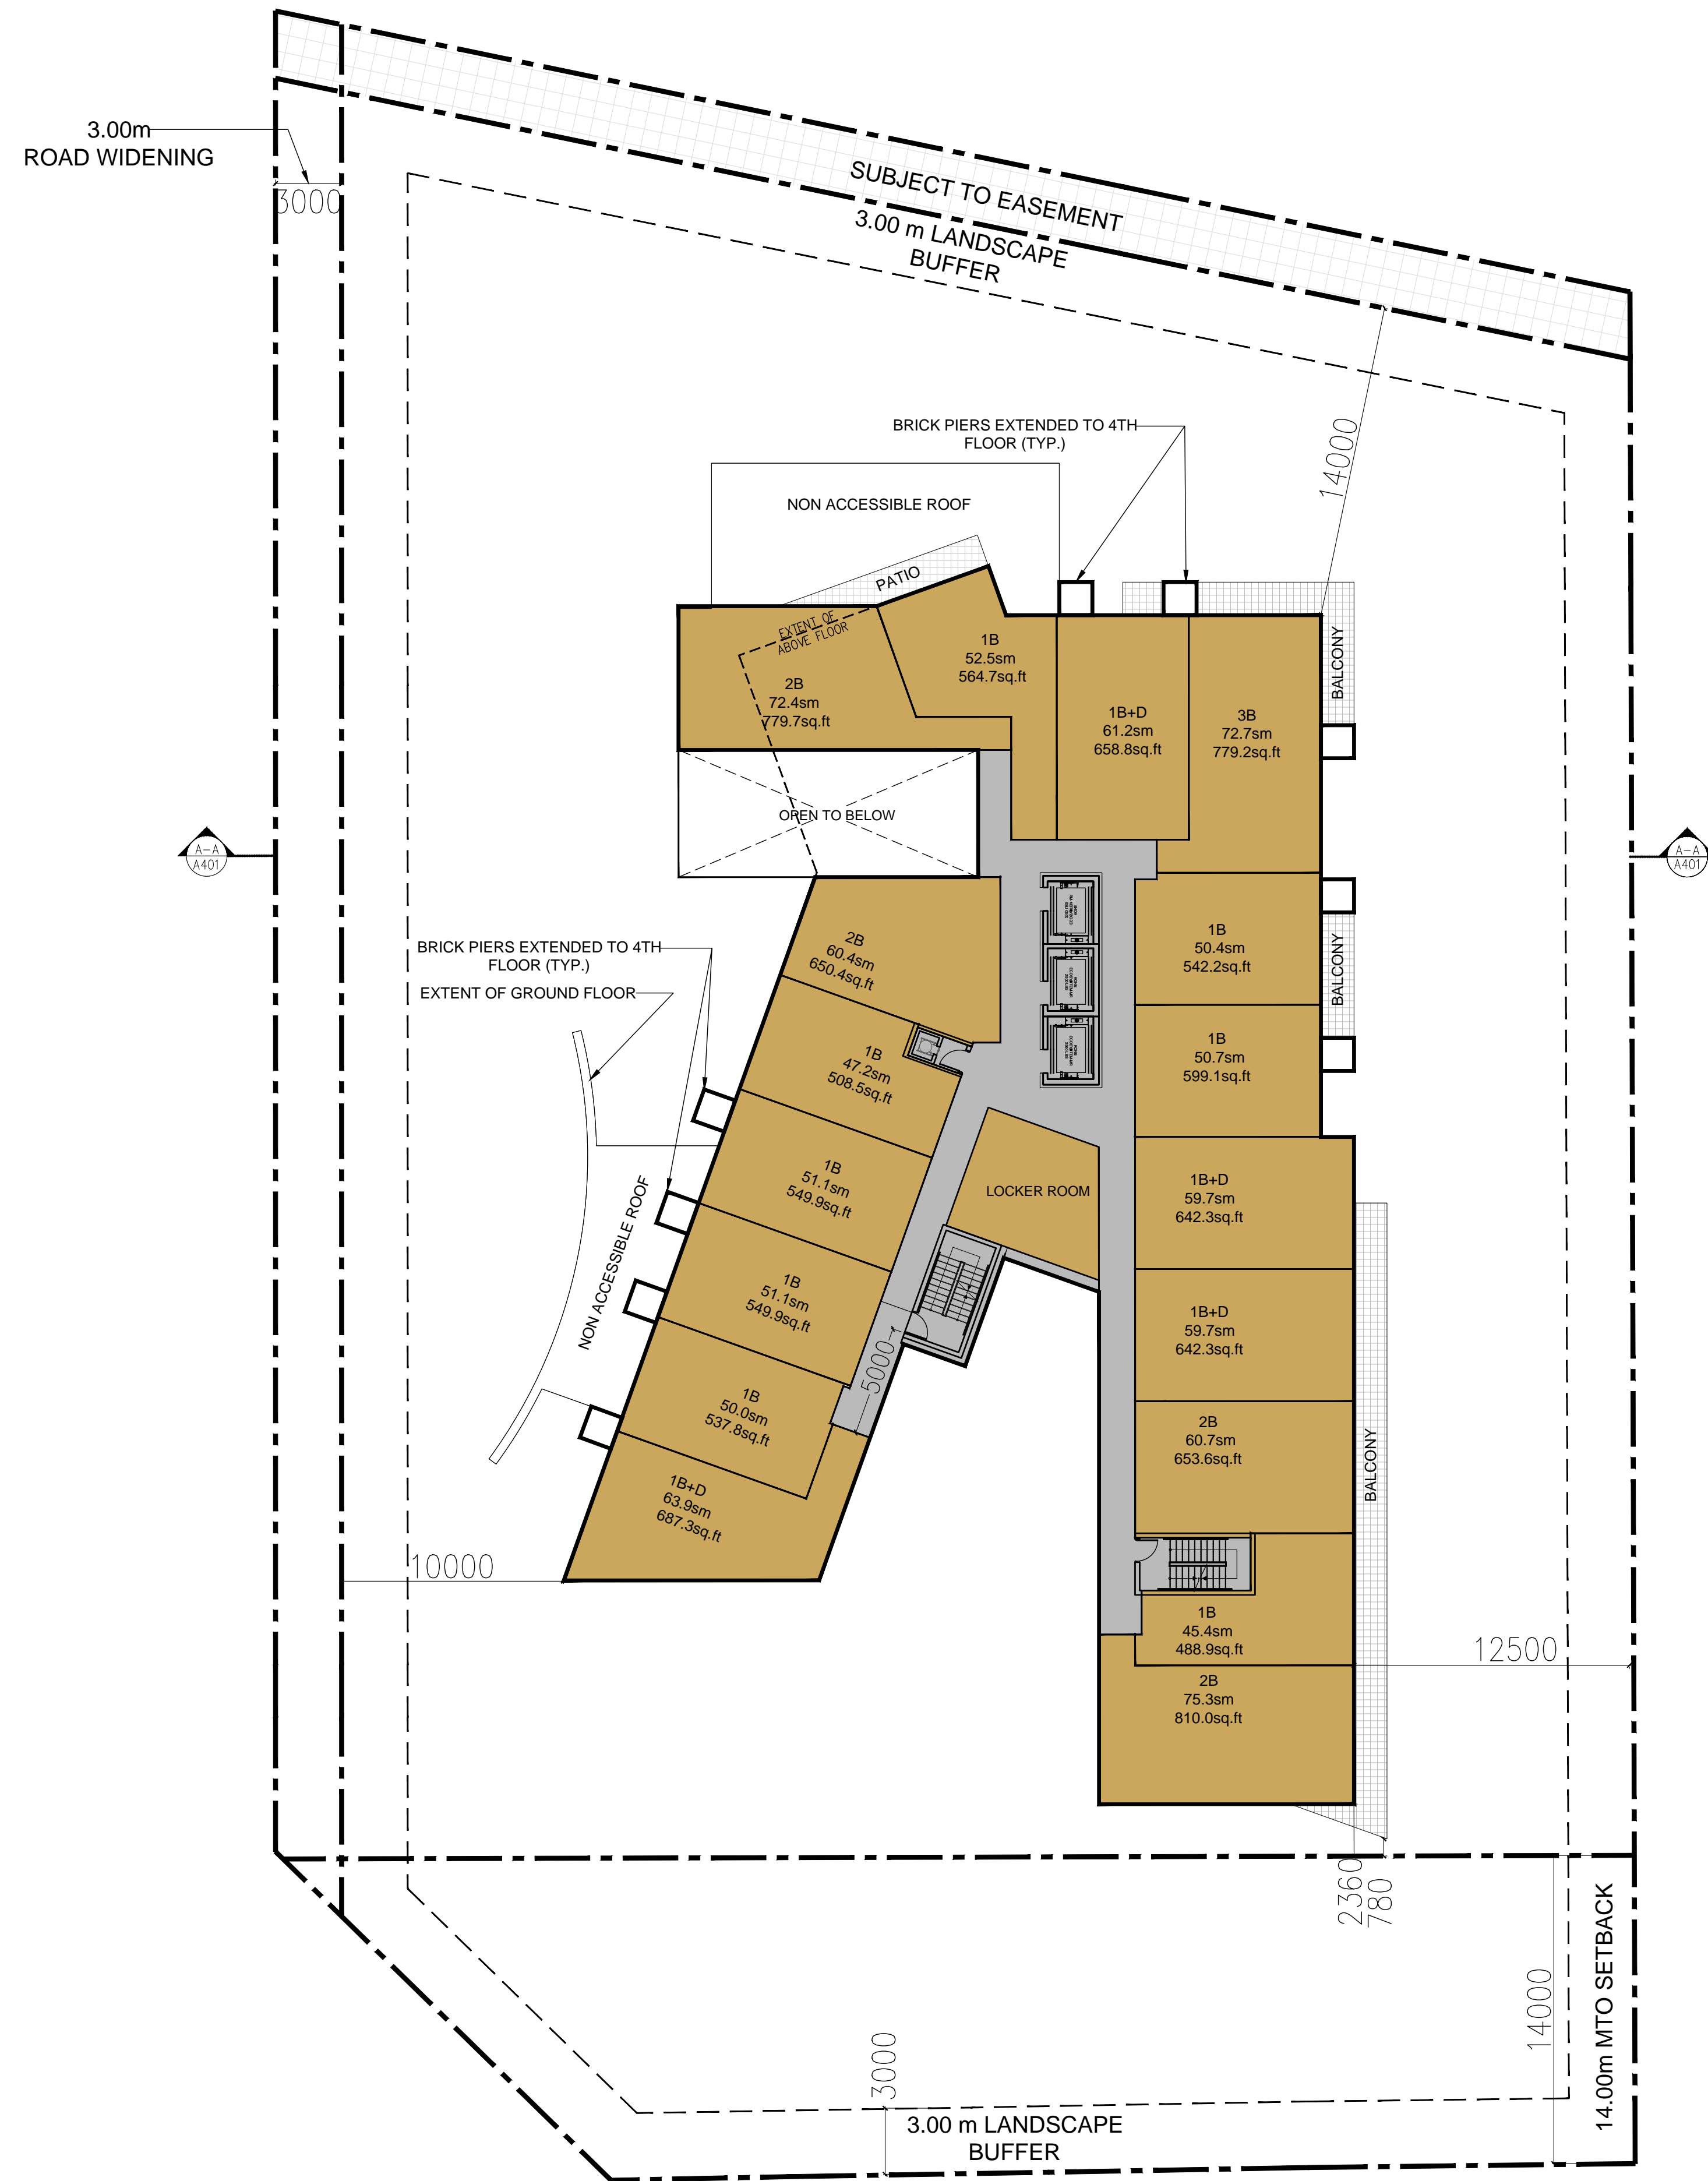 3.00m
ROAD WIDENING
3000
SUBJECT TO EASEMENT
3.00 m LANDSCAPE
BUFFER
14000
BRICK PIERS EXTENDED TO 4TH
FLOOR (TYP.)
NON ACCESSIBLE ROOF
PATIO
EXTENT OF
ABOVE FLOOR
2B
72.4sm
779.7sq.ft
1B
52.5sm
564.7sq.ft
1B+D
61.2sm
658.8sq.ft
3B
72.7sm
779.2sq.ft
BALCONY
OPEN TO BELOW
A-A
A401
A-A
A401
2B
60.4sm
650.4sq.ft
1B
50.4sm
542.2sq.ft
BALCONY
BRICK PIERS EXTENDED TO 4TH
FLOOR (TYP.)
EXTENT OF GROUND FLOOR
1B
47.2sm
508.5sq.ft
1B
50.7sm
599.1sq.ft
1B
51.1sm
549.9sq.ft
LOCKER ROOM
1B+D
59.7sm
642.3sq.ft
NON ACCESSIBLE ROOF
1B
51.1sm
549.9sq.ft
1B+D
59.7sm
642.3sq.ft
5000
1B
50.0sm
537.8sq.ft
2B
60.7sm
653.6sq.ft
BALCONY
1B+D
63.9sm
687.3sq.ft
10000
1B
45.4sm
488.9sq.ft
12500
2B
75.3sm
810.0sq.ft
2360
780
14000
14.00m MTO SETBACK
3000
3.00 m LANDSCAPE
BUFFER